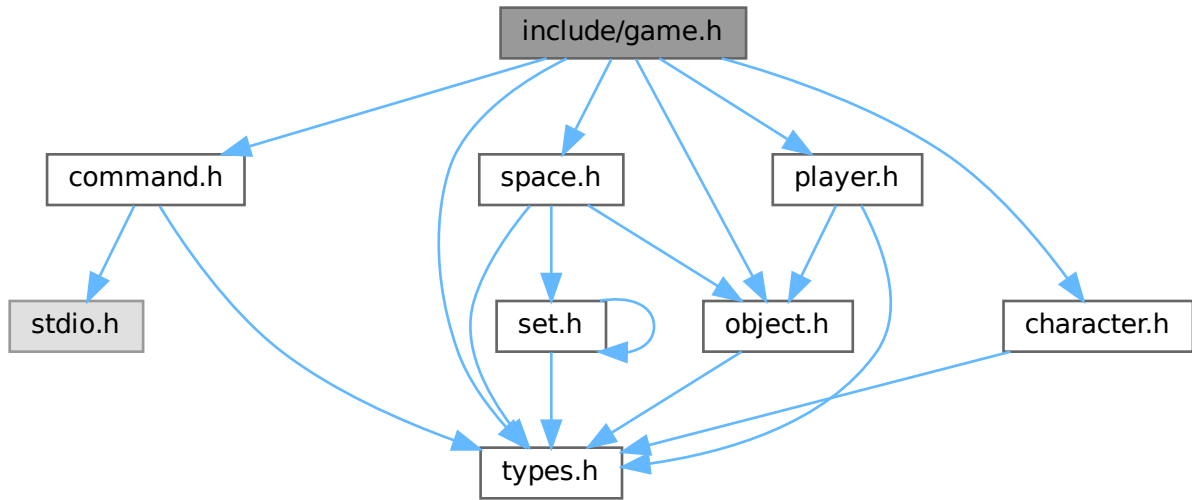 include/game.h
command.h
space.h
player.h
stdio.h
set.h
object.h
character.h
types.h